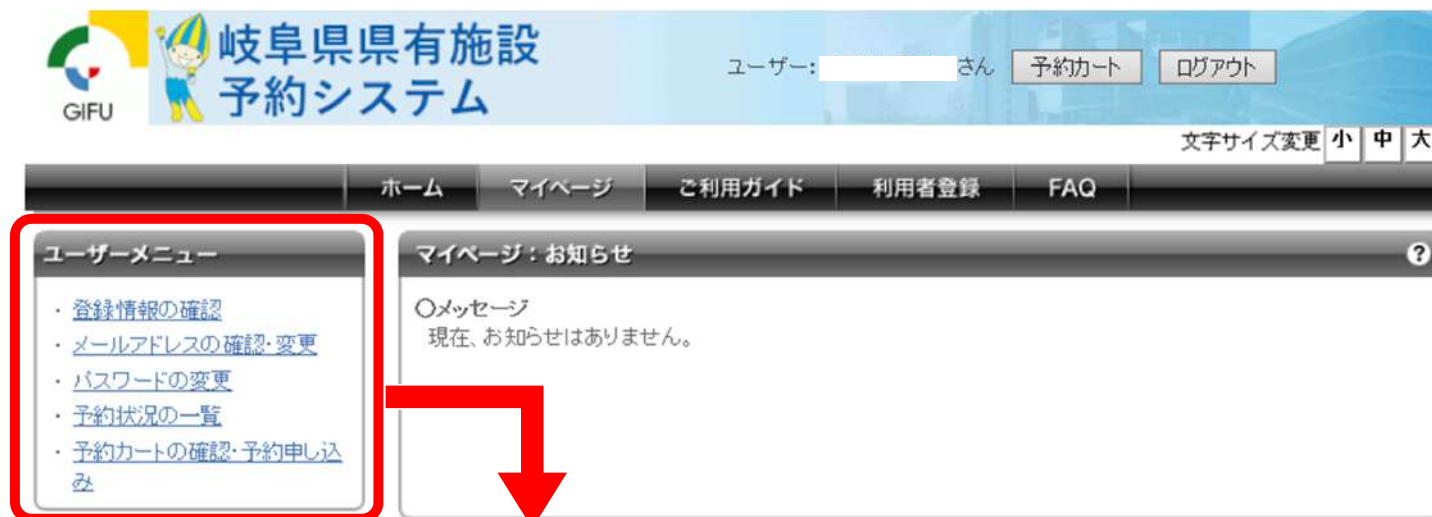 GIFU
岐阜県県有施設
予約システム
ユーザー: さん 予約カート ログアウト
文字サイズ変更 小 中 大
ホーム マイページ ご利用ガイド 利用者登録 FAQ
ユーザーメニュー
・ 登録情報の確認
・ メールアドレスの確認・変更
・ パスワードの変更
・ 予約状況の一覧
・ 予約カートの確認・予約申し込
み
マイページ：お知らせ ?
○メッセージ
現在、お知らせはありません。